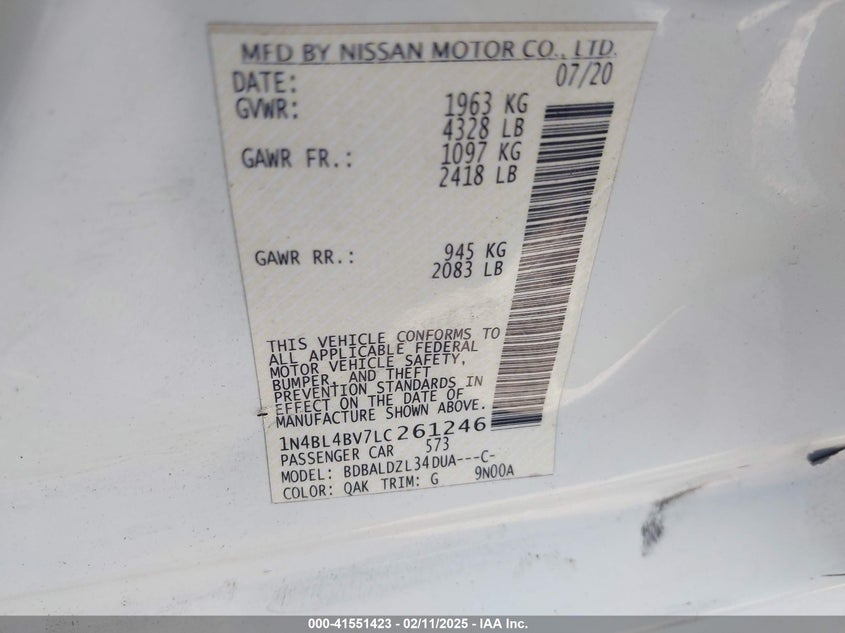 MFD BY NISSAN MOTOR CO., LTD.
DATE: 07/20
GVWR: 1963 KG
4328 LB
GAWR FR.: 1097 KG
2418 LB
GAWR RR.: 945 KG
2083 LB
THIS VEHICLE CONFORMS TO
ALL APPLICABLE FEDERAL
MOTOR VEHICLE SAFETY,
BUMPER, AND THEFT
PREVENTION STANDARDS IN
EFFECT ON THE DATE OF
MANUFACTURE SHOWN ABOVE.
1N4BL4BV7LC261246
PASSENGER CAR 573
MODEL: BDBALDZL34DUA---C-
COLOR: QAK TRIM: G 9N00A
000-41551423 — 02/11/2025 - IAA Inc.